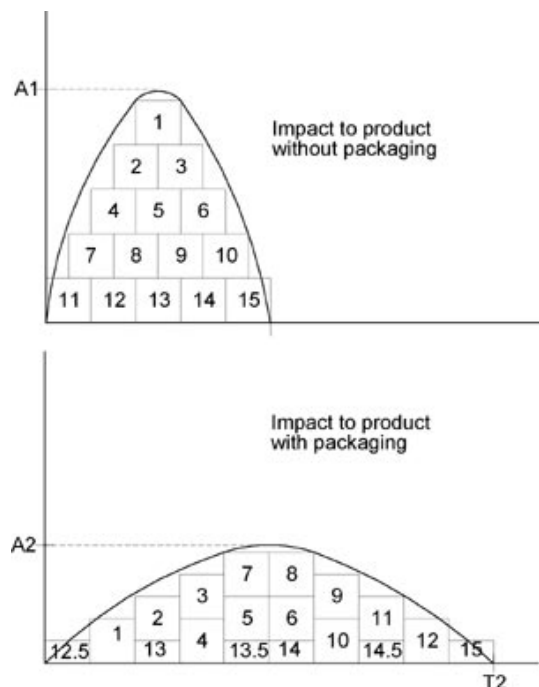 A1
1
Impact to product
without packaging
2 3
4 5 6
7 8 9 10
11 12 13 14 15
Impact to product
with packaging
A2
7 8
3 9
2 5 6 11
1 4 10 12
12.5 13 13.5 14 14.5 15
T2